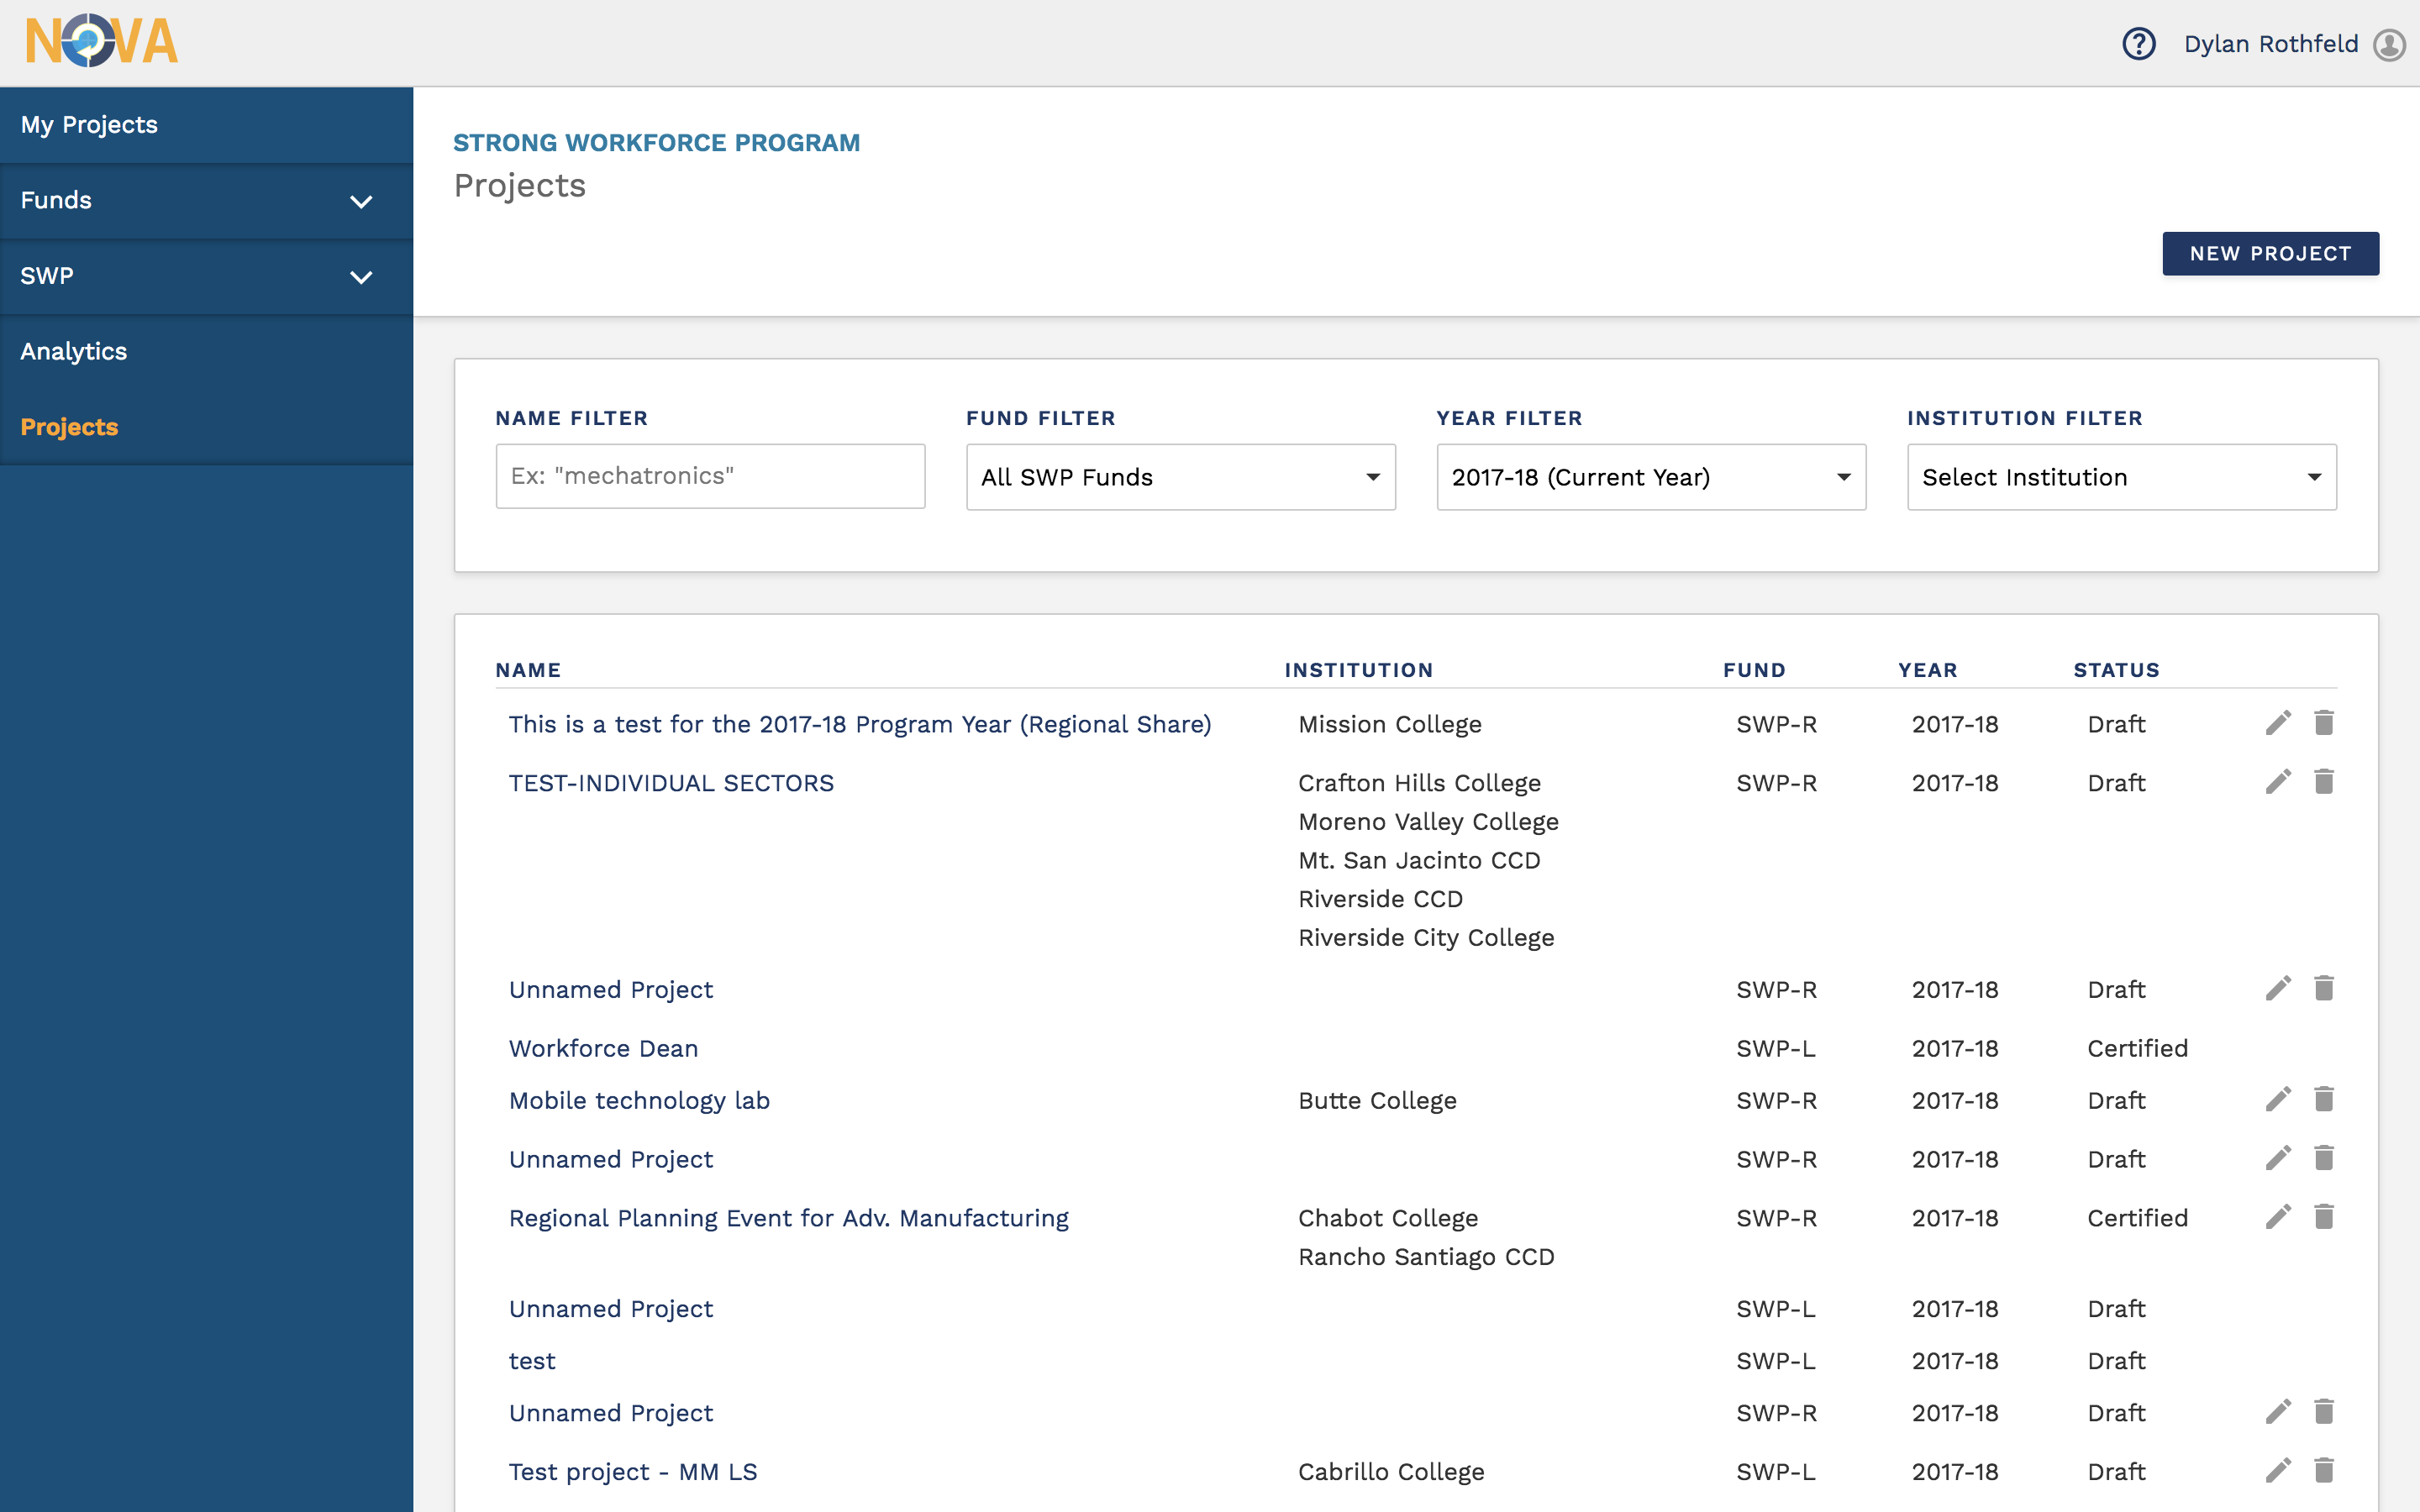 NOVA
Dylan Rothfeld
My Projects
Funds
SWP
Analytics
Projects
STRONG WORKFORCE PROGRAM
Projects
NEW PROJECT
NAME FILTER FUND FILTER YEAR FILTER INSTITUTION FILTER
Ex: "mechatronics" All SWP Funds 2017-18 (Current Year) Select Institution
NAME INSTITUTION FUND YEAR STATUS
This is a test for the 2017-18 Program Year (Regional Share) Mission College SWP-R 2017-18 Draft
TEST-INDIVIDUAL SECTORS Crafton Hills College SWP-R 2017-18 Draft
Moreno Valley College
Mt. San Jacinto CCD
Riverside CCD
Riverside City College
Unnamed Project SWP-R 2017-18 Draft
Workforce Dean SWP-L 2017-18 Certified
Mobile technology lab Butte College SWP-R 2017-18 Draft
Unnamed Project SWP-R 2017-18 Draft
Regional Planning Event for Adv. Manufacturing Chabot College SWP-R 2017-18 Certified
Rancho Santiago CCD
Unnamed Project SWP-L 2017-18 Draft
test SWP-L 2017-18 Draft
Unnamed Project SWP-R 2017-18 Draft
Test project - MM LS Cabrillo College SWP-L 2017-18 Draft